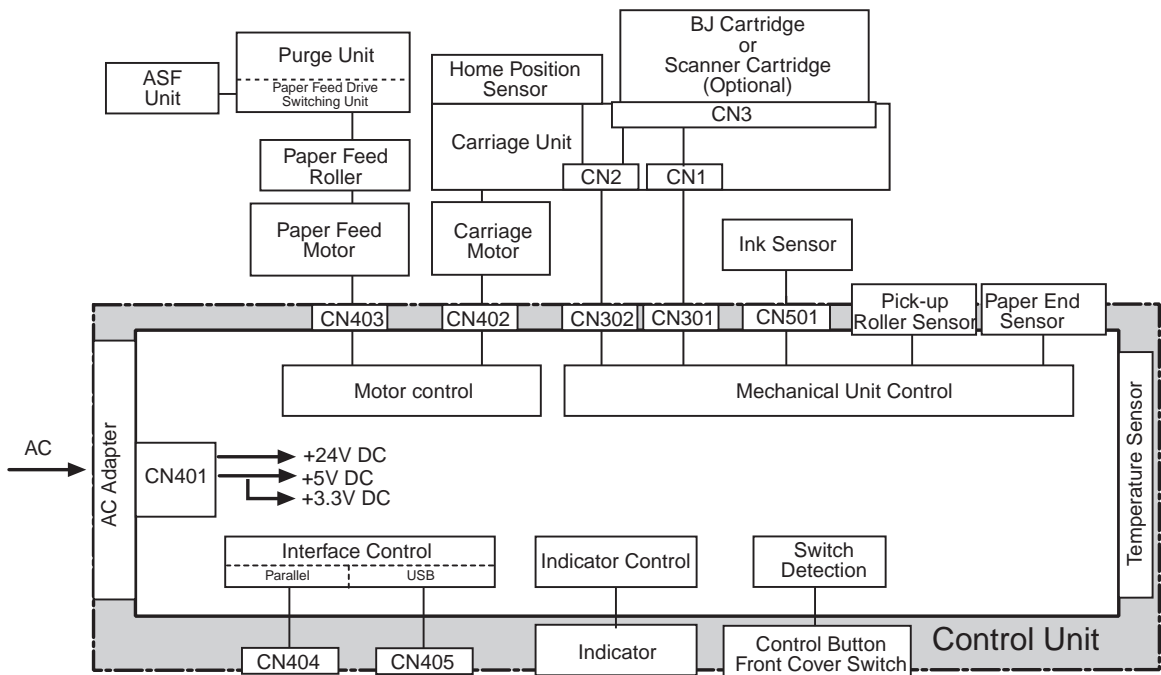 BJ Cartridge
or
Scanner Cartridge
(Optional)
Purge Unit
Paper Feed Drive
Switching Unit
ASF
Unit
Home Position
Sensor
CN3
Carriage Unit
Paper Feed
Roller
CN2
CN1
Paper Feed
Motor
Carriage
Motor
Ink Sensor
Pick-up
Roller Sensor
Paper End
Sensor
CN403
CN402
CN302
CN301
CN501
Motor control
Mechanical Unit Control
AC
AC Adapter
CN401
+24V DC
+5V DC
+3.3V DC
Temperature Sensor
Interface Control
Parallel
USB
Indicator Control
Switch
Detection
Control Unit
CN404
CN405
Indicator
Control Button
Front Cover Switch